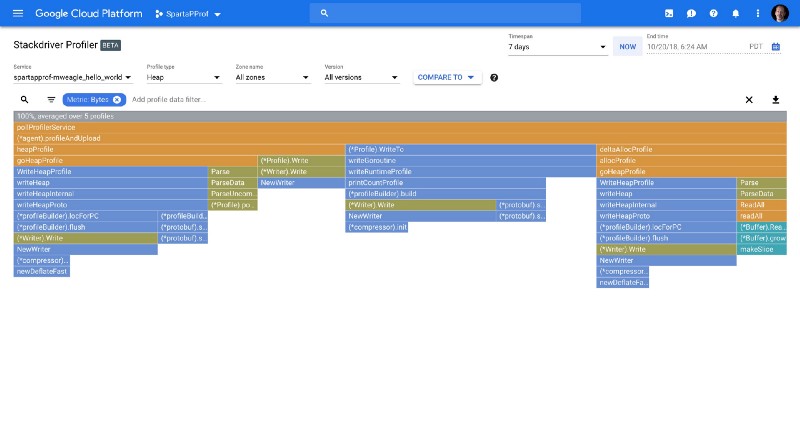 Google Cloud Platform SpartaPProf
Stackdriver Profiler BETA
Timespan
7 days
NOW
End time
10/20/18, 6:24 AM PDT
Service
spartapprof-mweagle_hello_world
Profile type
Heap
Zone name
All zones
Version
All versions
COMPARE TO
Metric: Bytes Add profile data filter...
100%, averaged over 5 profiles
pollProfilerService
(*agent).profileAndUpload
heapProfile (*Profile).WriteTo deltaAllocProfile
goHeapProfile (*Profile).Write writeGoroutine allocProfile
WriteHeapProfile Parse (*Writer).Write writeRuntimeProfile goHeapProfile
writeHeap ParseData NewWriter printCountProfile WriteHeapProfile Parse
writeHeapInternal ParseUncom... (*profileBuilder).build writeHeap ParseData
writeHeapProto (*Profile).po... (*Writer).Write (*protobuf).s... writeHeapInternal ReadAll
(*profileBuilder).locForPC (*profileBuild... NewWriter (*protobuf).s... writeHeapProto readAll
(*profileBuilder).flush (*protobuf).s... (*compressor).init (*profileBuilder).locForPC (*Buffer).Rea...
(*Writer).Write (*protobuf).s... (*profileBuilder).flush (*Buffer).grow
NewWriter (*Writer).Write makeSlice
(*compressor)... NewWriter
newDeflateFast (*compressor...
newDeflateFa...